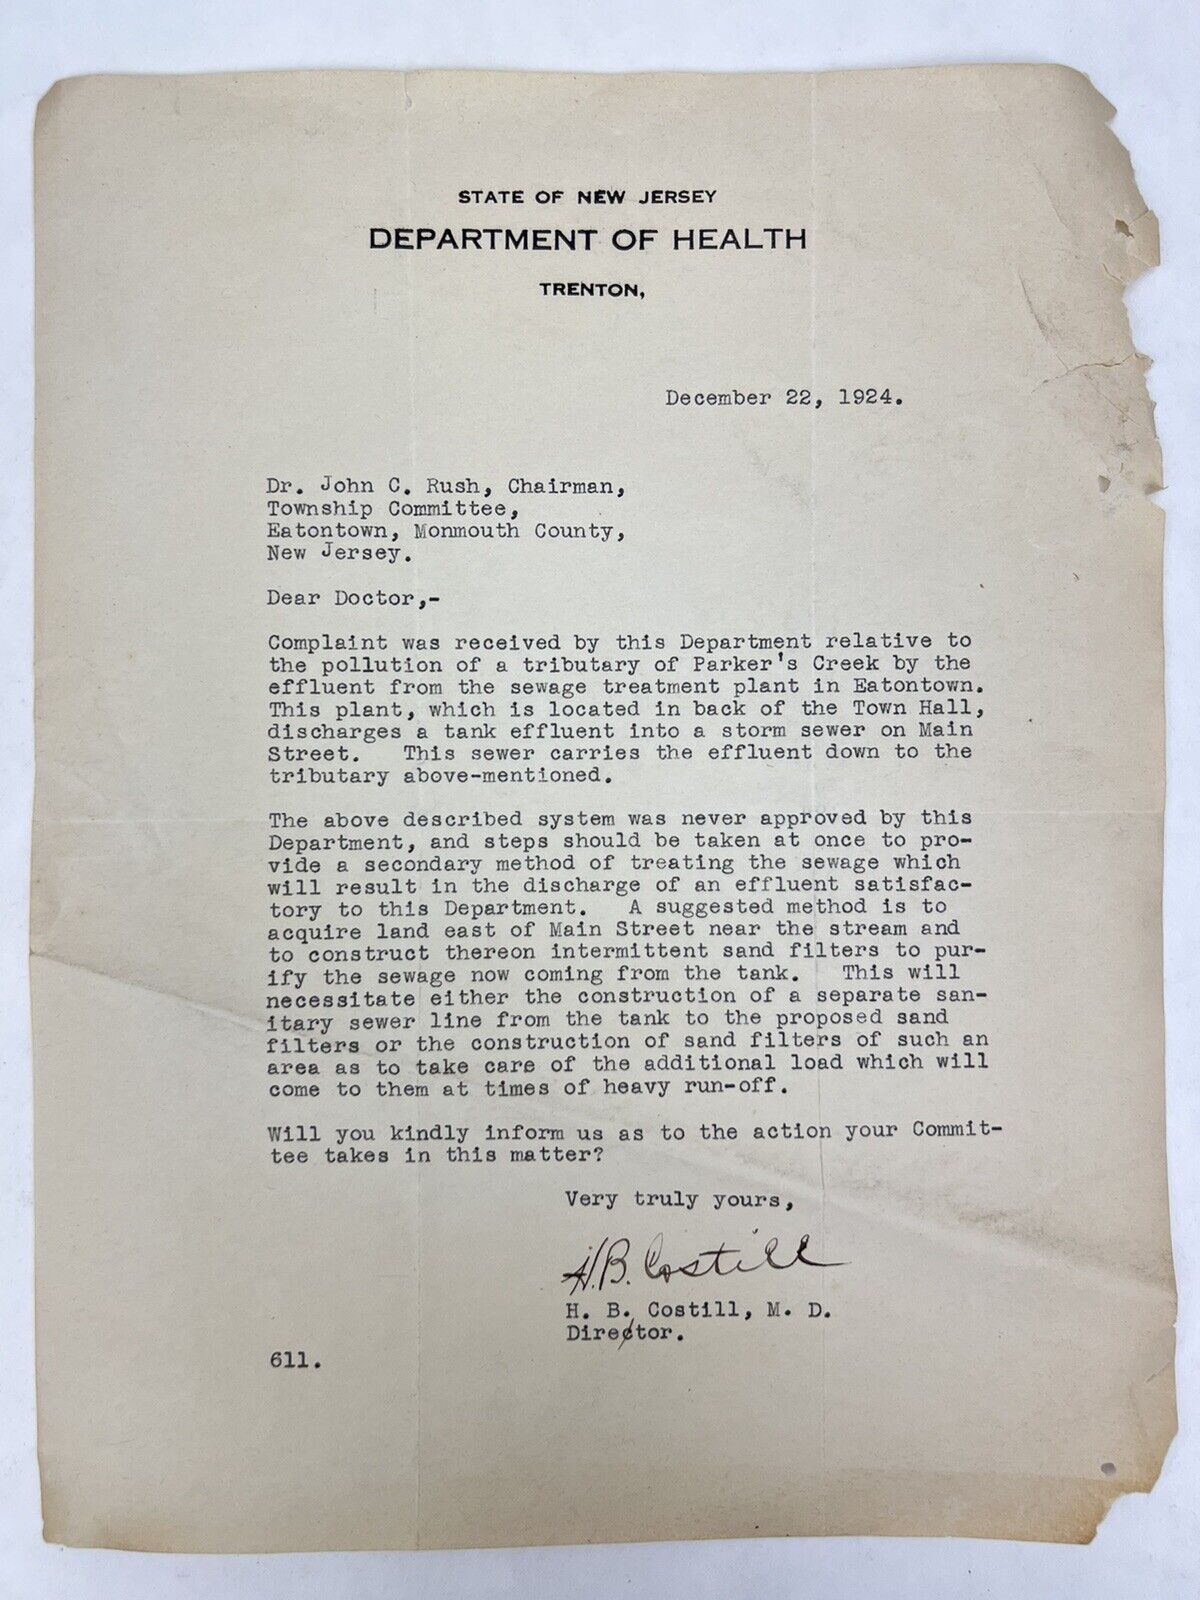 STATE OF NEW JERSEY
DEPARTMENT OF HEALTH
TRENTON,
December 22, 1924.
Dr. John C. Rush, Chairman,
Township Committee,
Eatontown, Monmouth County,
New Jersey.
Dear Doctor,-
Complaint was received by this Department relative to
the pollution of a tributary of Parker's Creek by the
effluent from the sewage treatment plant in Eatontown.
This plant, which is located in back of the Town Hall,
discharges a tank effluent into a storm sewer on Main
Street.   This sewer carries the effluent down to the
tributary above-mentioned.
The above described system was never approved by this
Department, and steps should be taken at once to pro-
vide a secondary method of treating the sewage which
will result in the discharge of an effluent satisfac-
tory to this Department.   A suggested method is to
acquire land east of Main Street near the stream and
to construct thereon intermittent sand filters to pur-
ify the sewage now coming from the tank.   This will
necessitate either the construction of a separate san-
itary sewer line from the tank to the proposed sand
filters or the construction of sand filters of such an
area as to take care of the additional load which will
come to them at times of heavy run-off.
Will you kindly inform us as to the action your Commit-
tee takes in this matter?
Very truly yours,
H.B. Costill
H. B. Costill, M. D.
Director.
611.